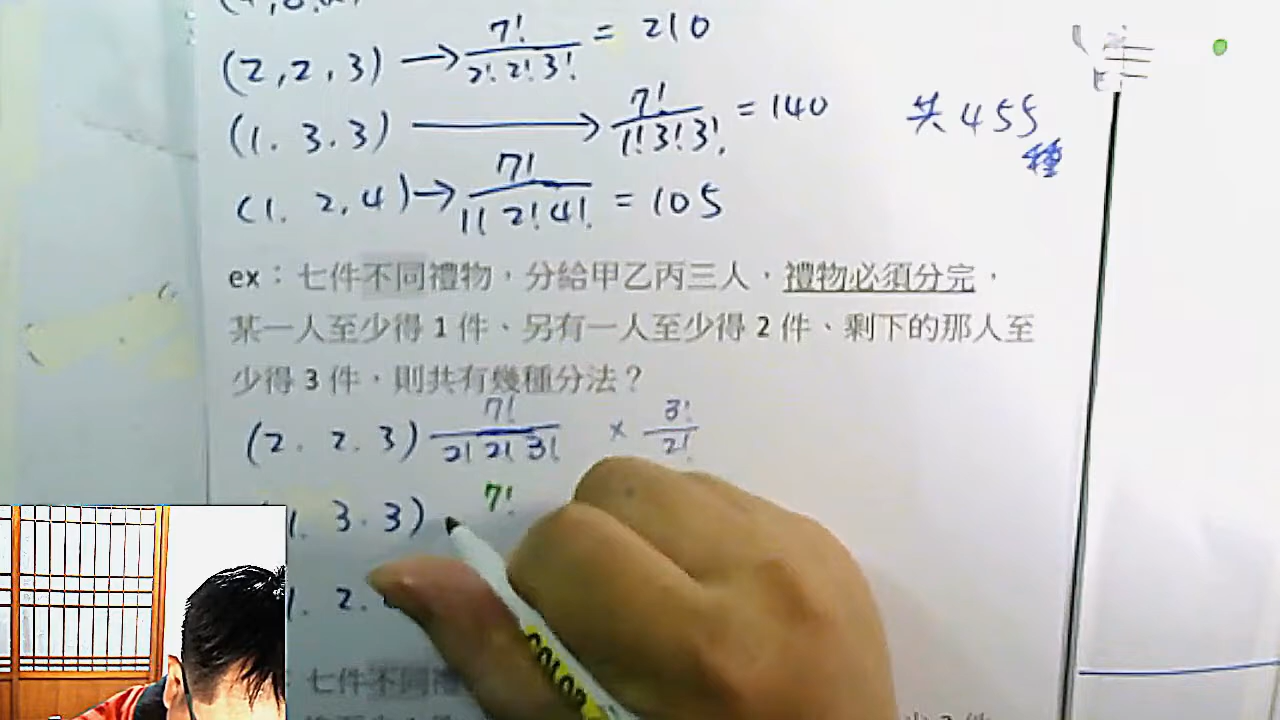 (2,2,3) → 7!/2!2!3! = 210
(1.3.3) → 7!/1!3!3! = 140
共455種
(1.2,4) → 7!/1!2!4! = 105
ex：七件不同禮物，分給甲乙丙三人，禮物必須分完，
某一人至少得 1 件、另有一人至少得 2 件、剩下的那人至
少得 3 件，則共有幾種分法？
(2.2.3) 7!/2!2!3! × 3!/2!
1.3.3) 7!
1.2.
七件不同禮
COLOR